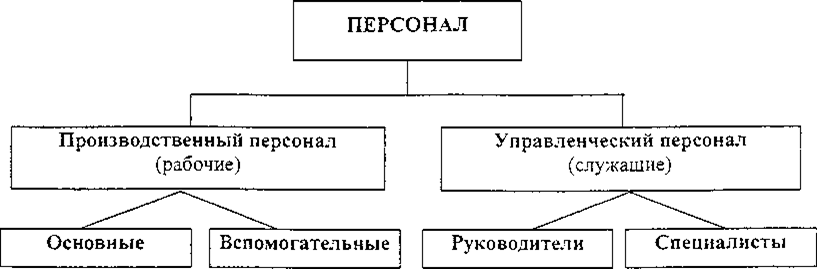 ПЕРСОНАЛ
Производственный персонал
(рабочие)
Управленческий персонал
(служащие)
Основные
Вспомогательные
Руководители
Специалисты